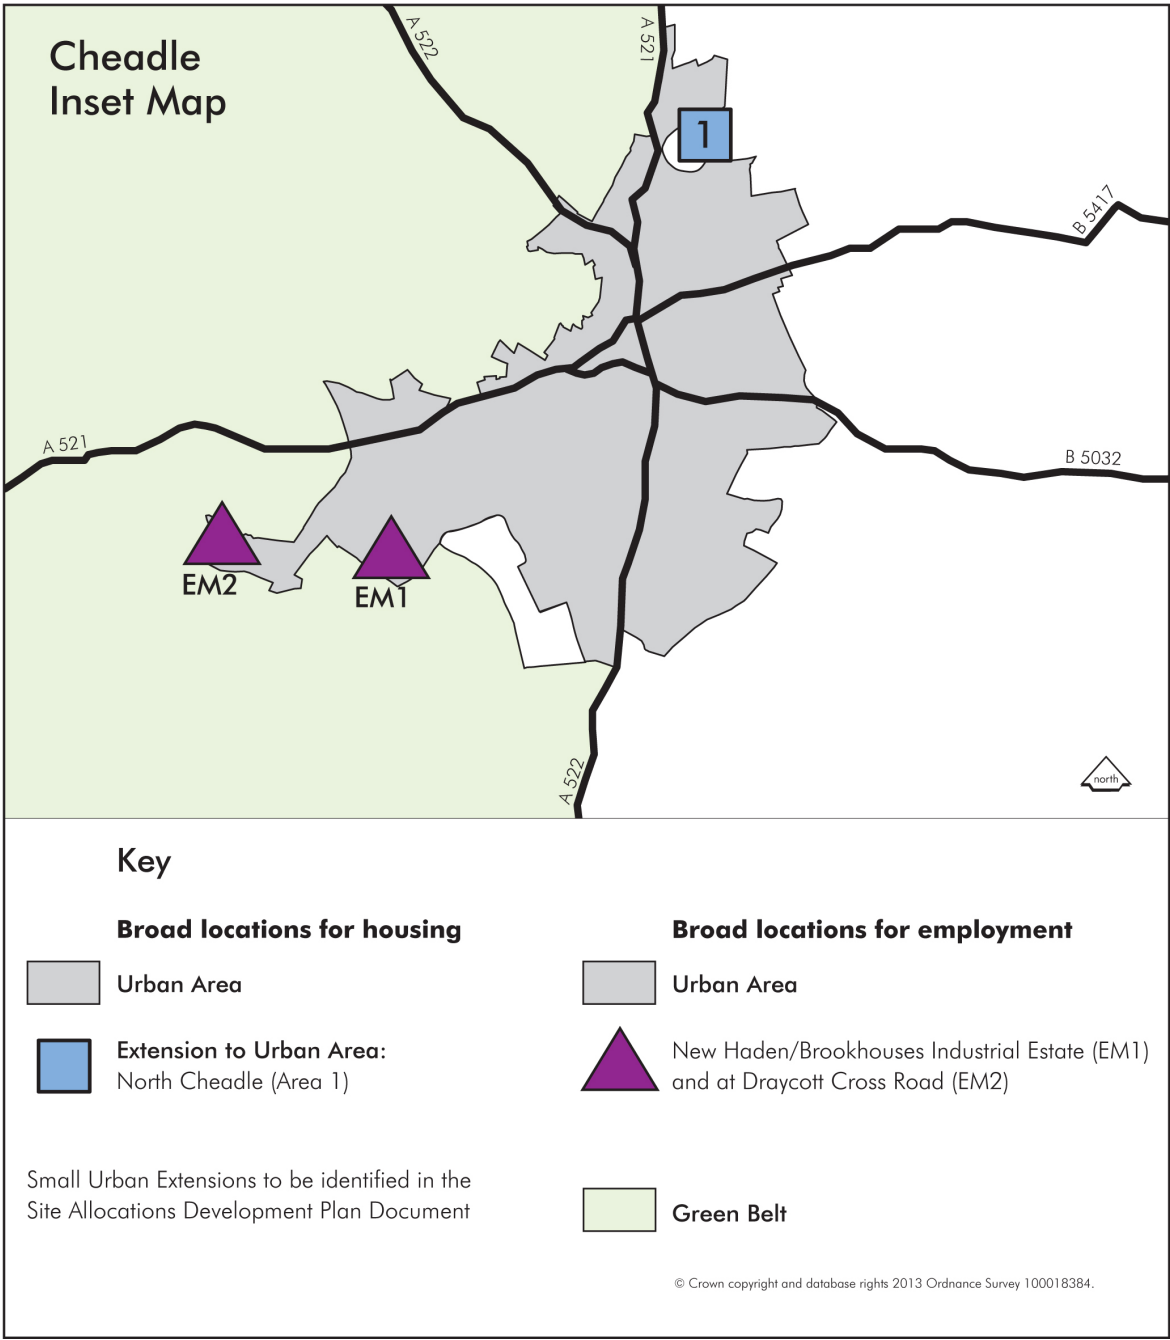 Cheadle
Inset Map
A 522
A 521
1
B 5417
A 521
B 5032
EM2
EM1
A 522
north
Key
Broad locations for housing
Urban Area
Extension to Urban Area:
North Cheadle (Area 1)
Small Urban Extensions to be identified in the
Site Allocations Development Plan Document
Broad locations for employment
Urban Area
New Haden/Brookhouses Industrial Estate (EM1)
and at Draycott Cross Road (EM2)
Green Belt
© Crown copyright and database rights 2013 Ordnance Survey 100018384.